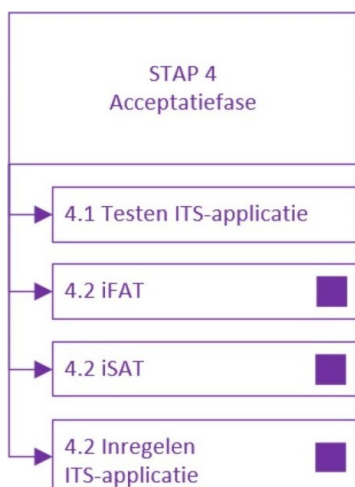 STAP 4
Acceptatiefase
4.1 Testen ITS-applicatie
4.2 iFAT
4.2 iSAT
4.2 Inregelen
ITS-applicatie